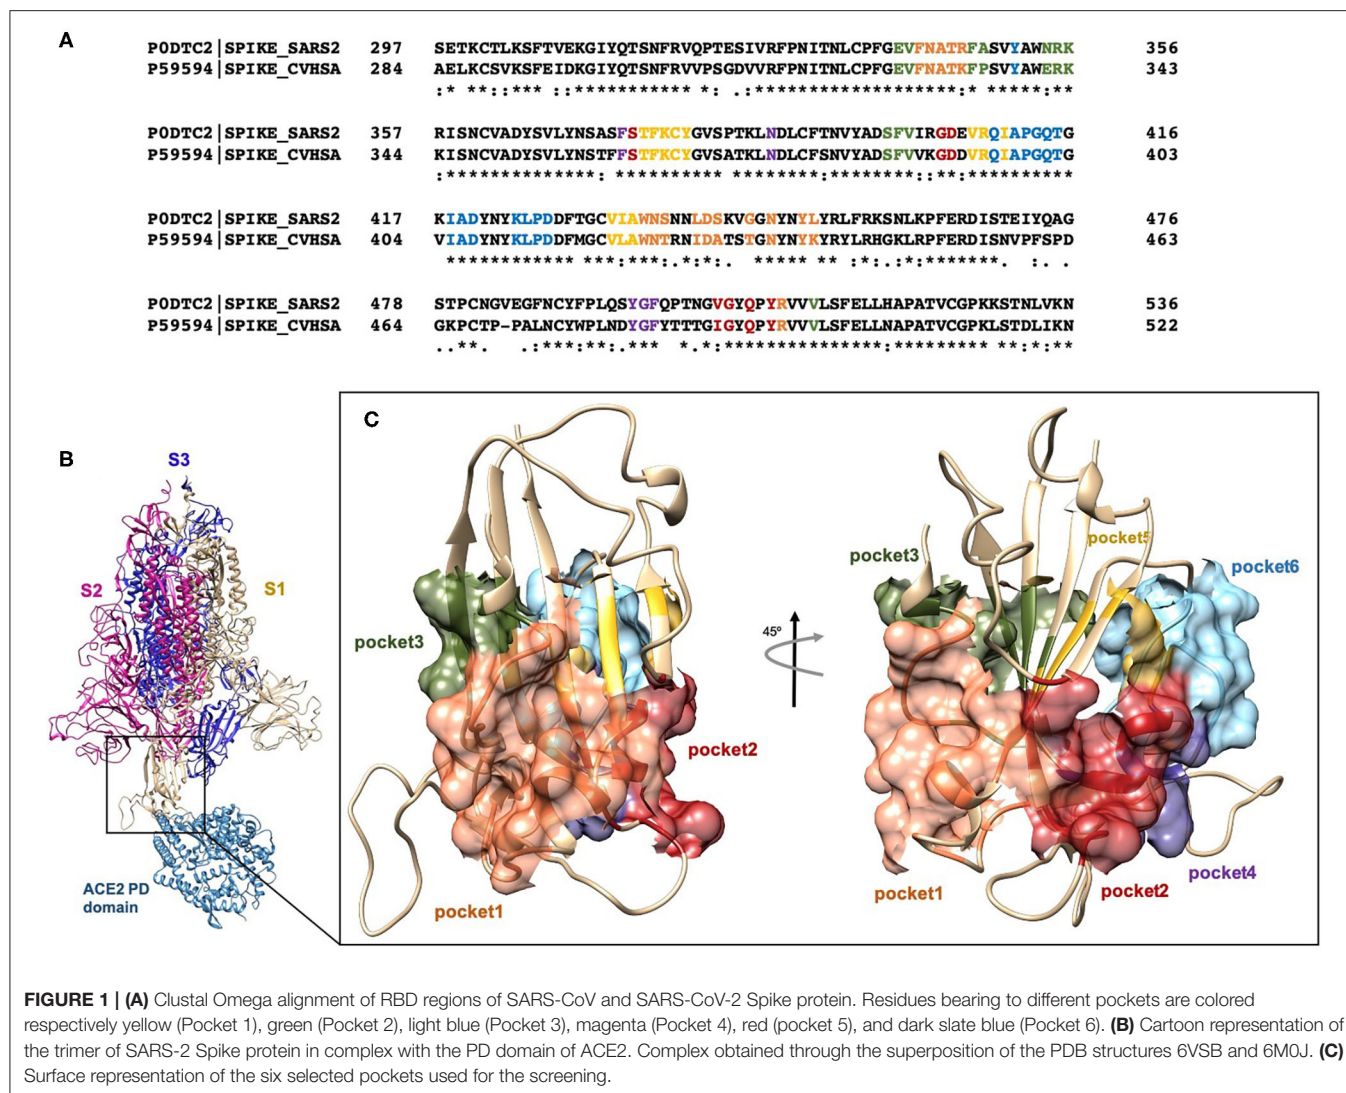 A
P0DTC2|SPIKE_SARS2 297 SETKCTLKSFTVEKGIYQTSNFRVQPTESIVRFPNITNLCPFGEVFNATRFASVYAWNRK 356
P59594|SPIKE_CVHSA 284 AELKCSVKSFEIDKGIYQTSNFRVVPSGDVVRFPNITNLCPFGEVFNATKFPSVYAWERK 343
:* **::*** ::*********** *: .:*******************:* *****:**
P0DTC2|SPIKE_SARS2 357 RISNCVADYSVLYNSASFSTFKCYGVSPTKLNDLCFTNVYADSFVIRGDEVRQIAPGQTG 416
P59594|SPIKE_CVHSA 344 KISNCVADYSVLYNSTFFSTFKCYGVSATKLNDLCFSNVYADSFVVKGDDVRQIAPGQTG 403
:**************: ********** ********:********::**:**********
P0DTC2|SPIKE_SARS2 417 KIADYNYKLPDDFTGCVIAWNSNNLDSKVGGNYNYLYRLFRKSNLKPFERDISTEIYQAG 476
P59594|SPIKE_CVHSA 404 VIADYNYKLPDDFMGCVLAWNTRNIDATSTGNYNYKYRYLRHGKLRPFERDISNVPFSPD 463
************ ***:***:.*:*:.  ***** ** :*:.:*:*******.  :. .
P0DTC2|SPIKE_SARS2 478 STPCNGVEGFNCYFPLQSYGFQPTNGVGYQPYRVVVLSFELLHAPATVCGPKKSTNLVKN 536
P59594|SPIKE_CVHSA 464 GKPCTP-PALNCYWPLNDYGFYTTTGIGYQPYRVVVLSFELLNAPATVCGPKLSTDLIKN 522
..**.   .:***:**:.***  *.*:***************:********* **:*:**
B
S3
S2
S1
ACE2 PD
domain
C
pocket3
pocket2
pocket1
45º
pocket3
pocket5
pocket6
pocket1
pocket2
pocket4
FIGURE 1 | (A) Clustal Omega alignment of RBD regions of SARS-CoV and SARS-CoV-2 Spike protein. Residues bearing to different pockets are colored
respectively yellow (Pocket 1), green (Pocket 2), light blue (Pocket 3), magenta (Pocket 4), red (pocket 5), and dark slate blue (Pocket 6). (B) Cartoon representation of
the trimer of SARS-2 Spike protein in complex with the PD domain of ACE2. Complex obtained through the superposition of the PDB structures 6VSB and 6M0J. (C)
Surface representation of the six selected pockets used for the screening.